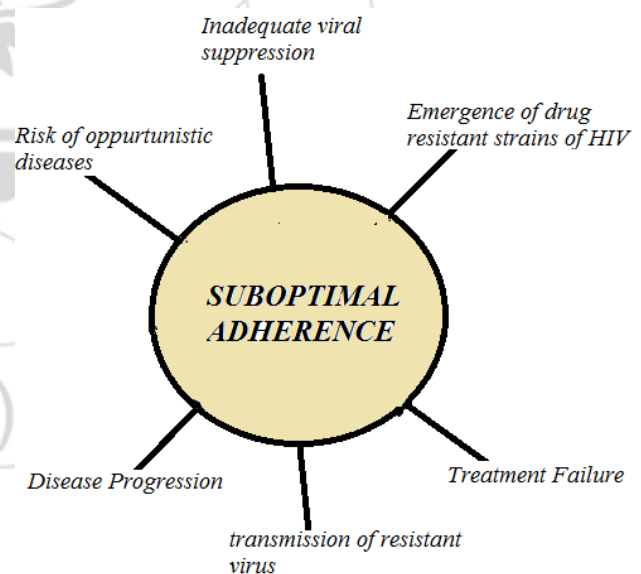 Inadequate viral
suppression
Emergence of drug
resistant strains of HIV
Risk of oppurtunistic
diseases
SUBOPTIMAL
ADHERENCE
Disease Progression
Treatment Failure
transmission of resistant
virus